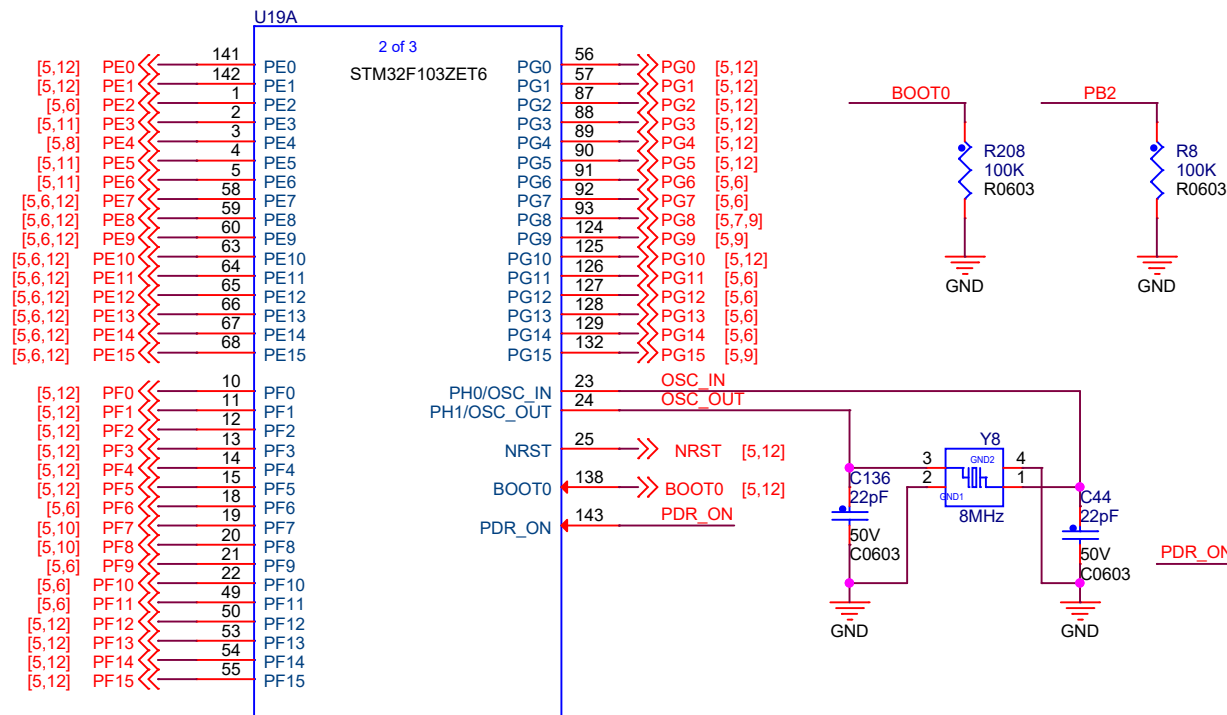 U19A
2 of 3
STM32F103ZET6
[5,12] PE0 141 PE0
[5,12] PE1 142 PE1
[5,6] PE2 1 PE2
[5,11] PE3 2 PE3
[5,8] PE4 3 PE4
[5,11] PE5 4 PE5
[5,11] PE6 5 PE6
[5,6,12] PE7 58 PE7
[5,6,12] PE8 59 PE8
[5,6,12] PE9 60 PE9
[5,6,12] PE10 63 PE10
[5,6,12] PE11 64 PE11
[5,6,12] PE12 65 PE12
[5,6,12] PE13 66 PE13
[5,6,12] PE14 67 PE14
[5,6,12] PE15 68 PE15
[5,12] PF0 10 PF0
[5,12] PF1 11 PF1
[5,12] PF2 12 PF2
[5,12] PF3 13 PF3
[5,12] PF4 14 PF4
[5,12] PF5 15 PF5
[5,6] PF6 18 PF6
[5,10] PF7 19 PF7
[5,10] PF8 20 PF8
[5,6] PF9 21 PF9
[5,6] PF10 22 PF10
[5,6] PF11 49 PF11
[5,12] PF12 50 PF12
[5,12] PF13 53 PF13
[5,12] PF14 54 PF14
[5,12] PF15 55 PF15
PG0 56 PG0 [5,12]
PG1 57 PG1 [5,12]
PG2 87 PG2 [5,12]
PG3 88 PG3 [5,12]
PG4 89 PG4 [5,12]
PG5 90 PG5 [5,12]
PG6 91 PG6 [5,6]
PG7 92 PG7 [5,6]
PG8 93 PG8 [5,7,9]
PG9 124 PG9 [5,9]
PG10 125 PG10 [5,12]
PG11 126 PG11 [5,6]
PG12 127 PG12 [5,6]
PG13 128 PG13 [5,6]
PG14 129 PG14 [5,6]
PG15 132 PG15 [5,9]
PH0/OSC_IN 23 OSC_IN
PH1/OSC_OUT 24 OSC_OUT
NRST 25 NRST [5,12]
BOOT0 138 BOOT0 [5,12]
PDR_ON 143 PDR_ON
BOOT0
R208
100K
R0603
GND
PB2
R8
100K
R0603
GND
Y8
3 GND2 4
2 GND1 1
8MHz
C136
22pF
50V
C0603
GND
C44
22pF
50V
C0603
GND
PDR_ON